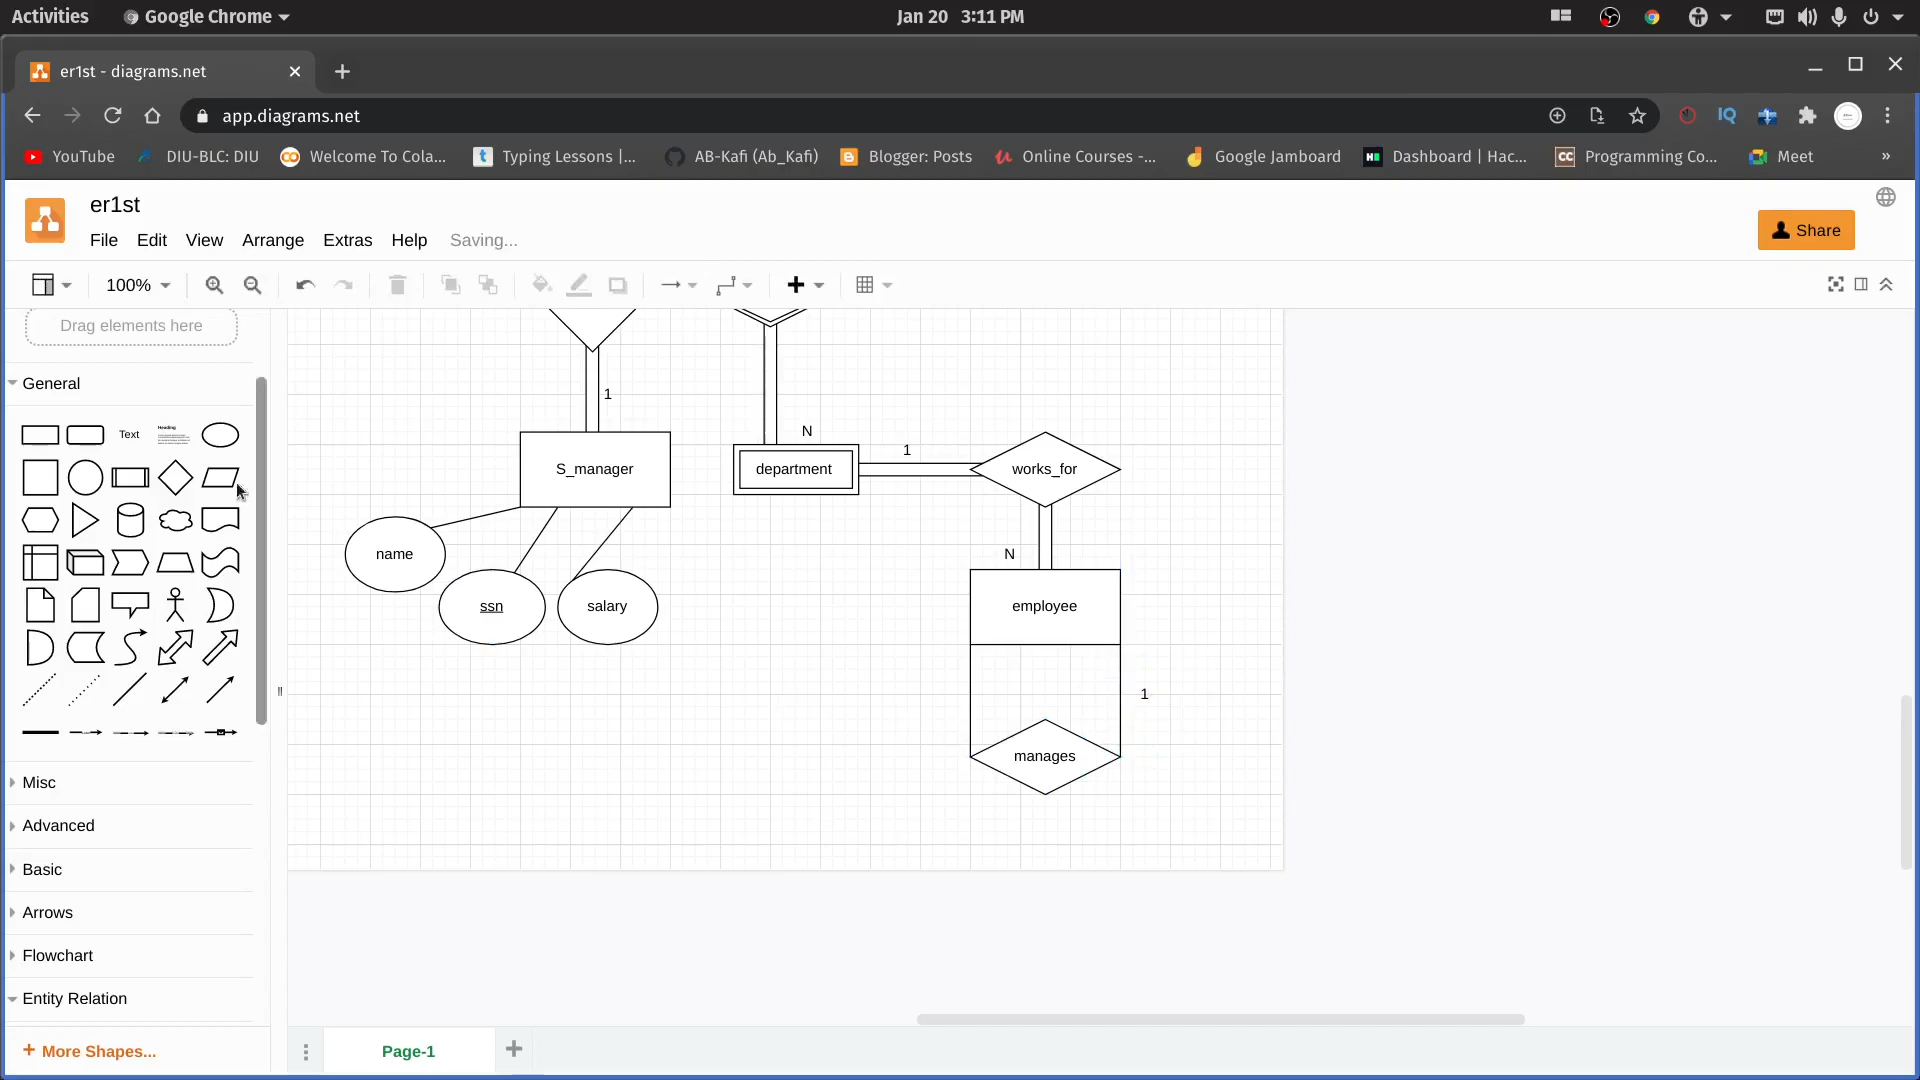 Activities Google Chrome Jan 20 3:11 PM
er1st - diagrams.net
app.diagrams.net
YouTube DIU-BLC: DIU Welcome To Cola... Typing Lessons |... AB-Kafi (Ab_Kafi) Blogger: Posts Online Courses -... Google Jamboard Dashboard | Hac... Programming Co... Meet »
er1st
File Edit View Arrange Extras Help Saving...
Share
100%
Drag elements here
General
Text Heading
Misc
Advanced
Basic
Arrows
Flowchart
Entity Relation
+ More Shapes...
1
S_manager
name
ssn
salary
N
department
1
works_for
N
employee
1
manages
Page-1